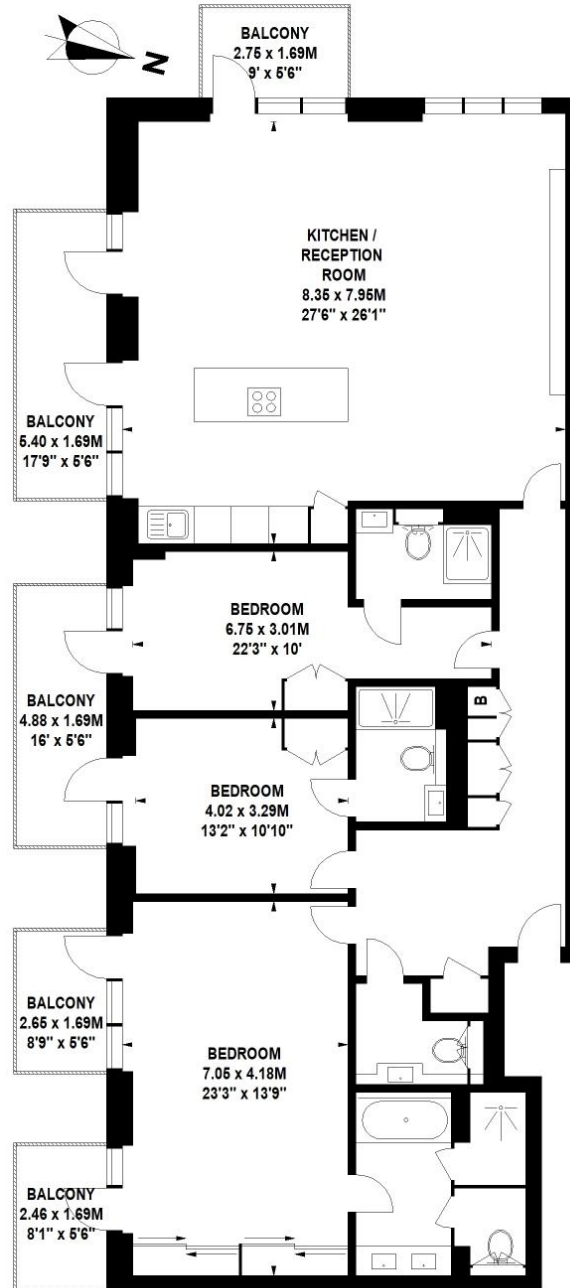 N
BALCONY
2.75 x 1.69M
9' x 5'6"
KITCHEN /
RECEPTION
ROOM
8.35 x 7.95M
27'6" x 26'1"
BALCONY
5.40 x 1.69M
17'9" x 5'6"
BEDROOM
6.75 x 3.01M
22'3" x 10'
BALCONY
4.88 x 1.69M
16' x 5'6"
B
BEDROOM
4.02 x 3.29M
13'2" x 10'10"
BALCONY
2.65 x 1.69M
8'9" x 5'6"
BEDROOM
7.05 x 4.18M
23'3" x 13'9"
BALCONY
2.46 x 1.69M
8'1" x 5'6"